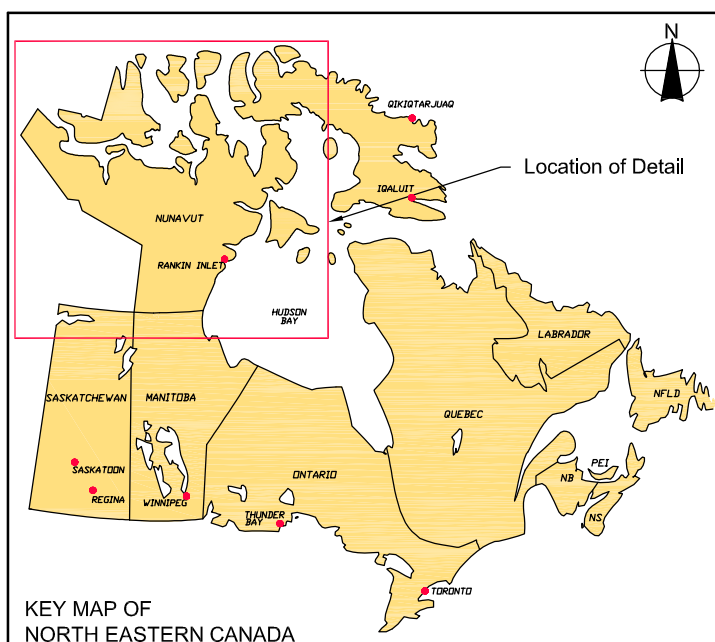 N
QIKIQTARJUAQ
Location of Detail
IQALUIT
NUNAVUT
RANKIN INLET
HUDSON
BAY
LABRADOR
SASKATCHEWAN
MANITOBA
NFLD
QUEBEC
PEI
SASKATOON
ONTARIO
NB
REGINA
WINNIPEG
THUNDER
BAY
NS
TORONTO
KEY MAP OF
NORTH EASTERN CANADA